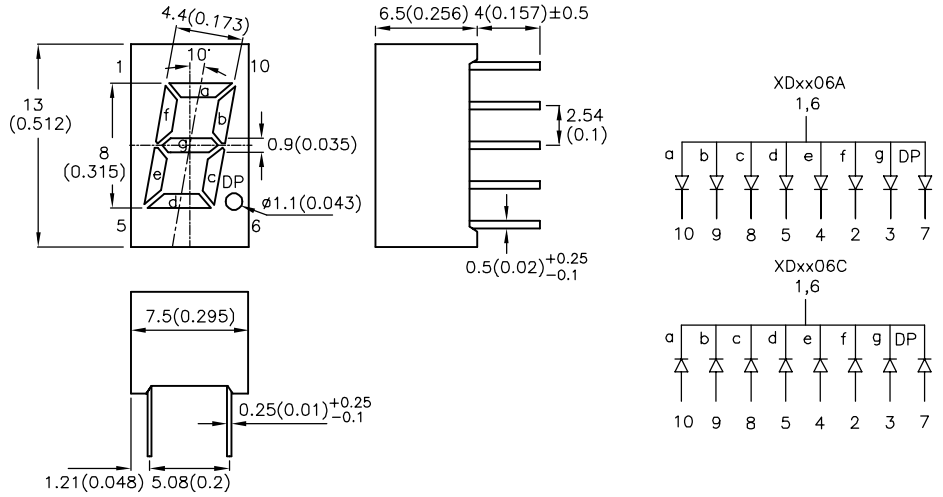 4.4(0.173)
10°
1
10
a
f
b
g
e
c
d
DP
5
6
13
(0.512)
8
(0.315)
0.9(0.035)
ø1.1(0.043)
6.5(0.256)
4(0.157)±0.5
2.54
(0.1)
0.5(0.02)+0.25
-0.1
7.5(0.295)
0.25(0.01)+0.25
-0.1
1.21(0.048)
5.08(0.2)
XDxx06A
1,6
a b c d e f g DP
10 9 8 5 4 2 3 7
XDxx06C
1,6
a b c d e f g DP
10 9 8 5 4 2 3 7